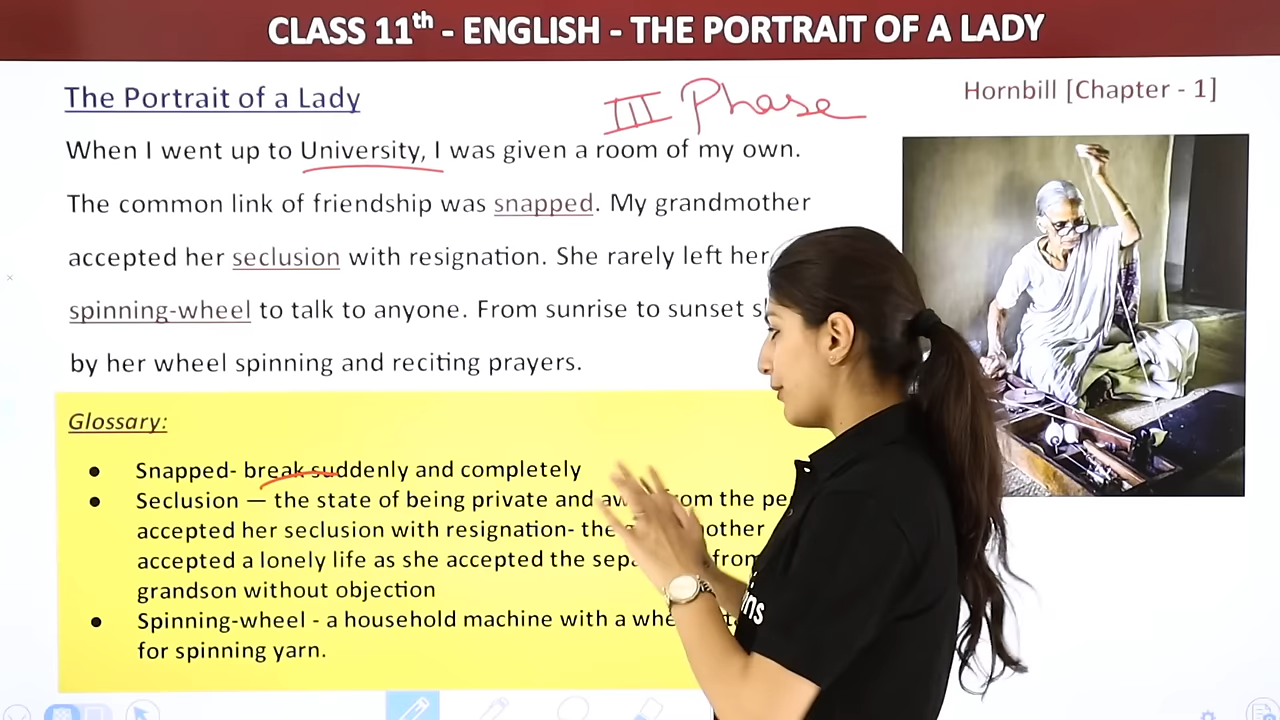 CLASS 11th - ENGLISH - THE PORTRAIT OF A LADY
The Portrait of a Lady
III Phase
Hornbill [Chapter - 1]
When I went up to University, I was given a room of my own.
The common link of friendship was snapped. My grandmother
accepted her seclusion with resignation. She rarely left her
spinning-wheel to talk to anyone. From sunrise to sunset
by her wheel spinning and reciting prayers.
Glossary:
● Snapped- break suddenly and completely
● Seclusion — the state of being private and from the
accepted her seclusion with resignation- the
accepted a lonely life as she accepted the from
grandson without objection
● Spinning-wheel - a household machine with a
for spinning yarn.